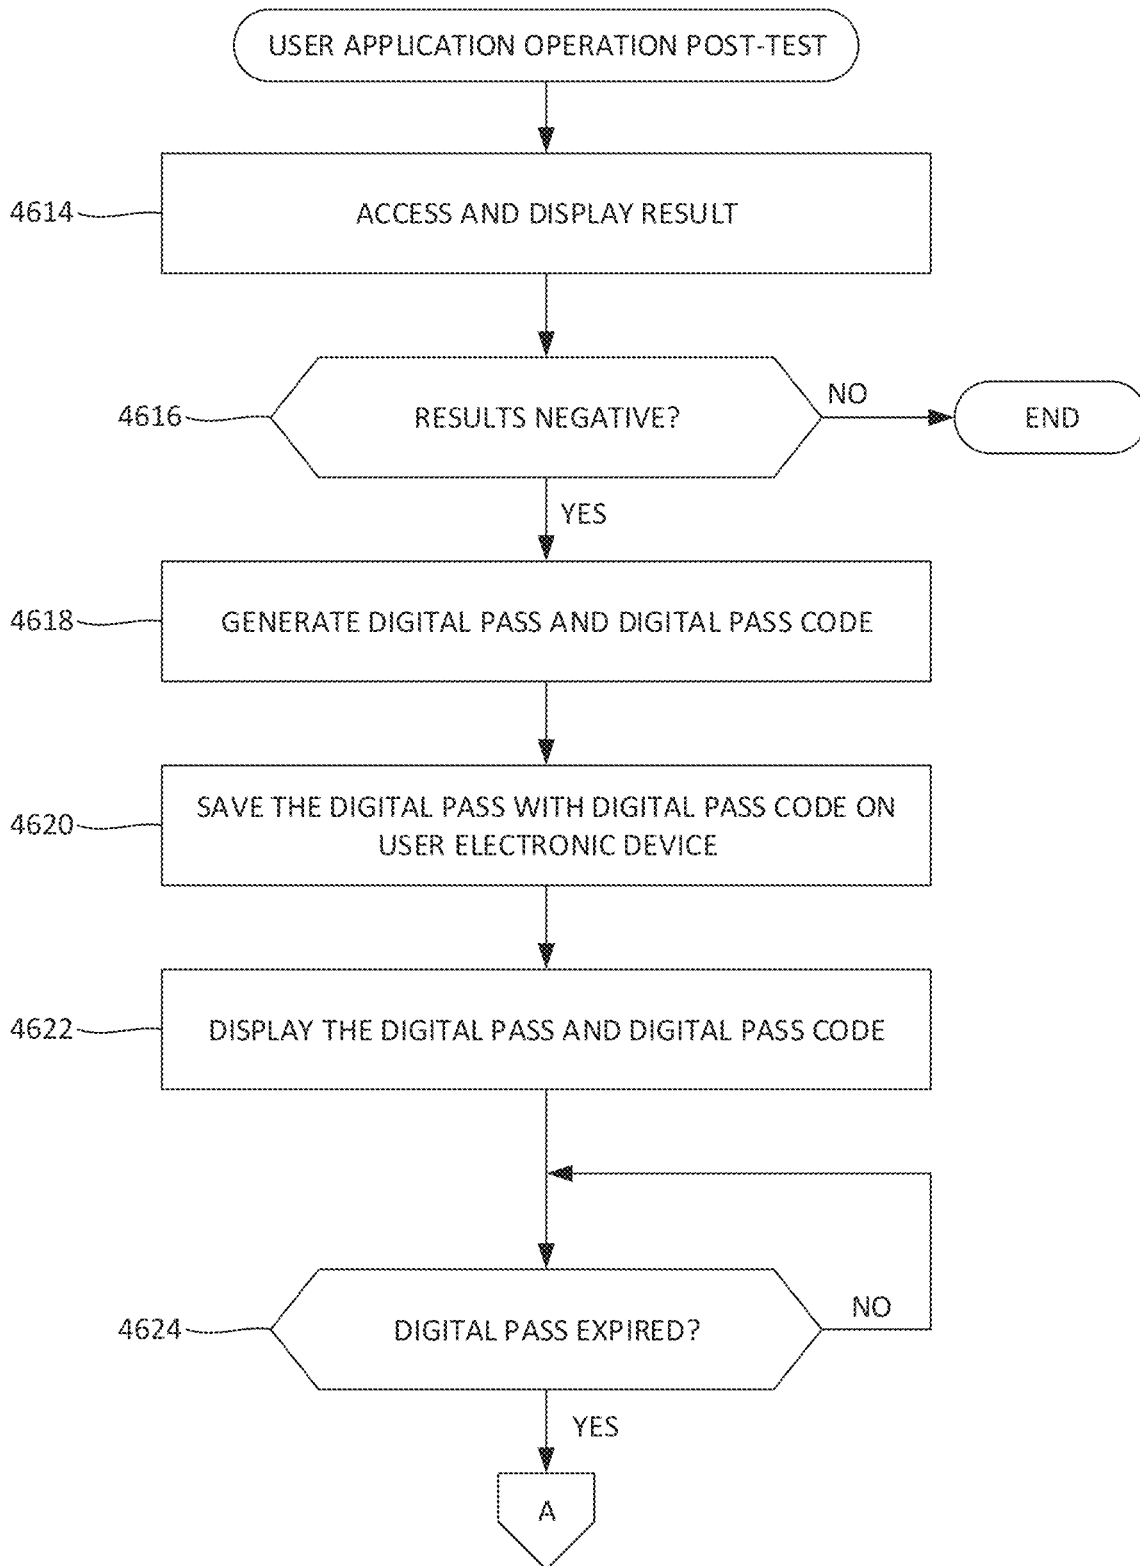 USER APPLICATION OPERATION POST-TEST
4614
ACCESS AND DISPLAY RESULT
4616
RESULTS NEGATIVE?
NO
END
YES
4618
GENERATE DIGITAL PASS AND DIGITAL PASS CODE
4620
SAVE THE DIGITAL PASS WITH DIGITAL PASS CODE ON
USER ELECTRONIC DEVICE
4622
DISPLAY THE DIGITAL PASS AND DIGITAL PASS CODE
4624
DIGITAL PASS EXPIRED?
NO
YES
A